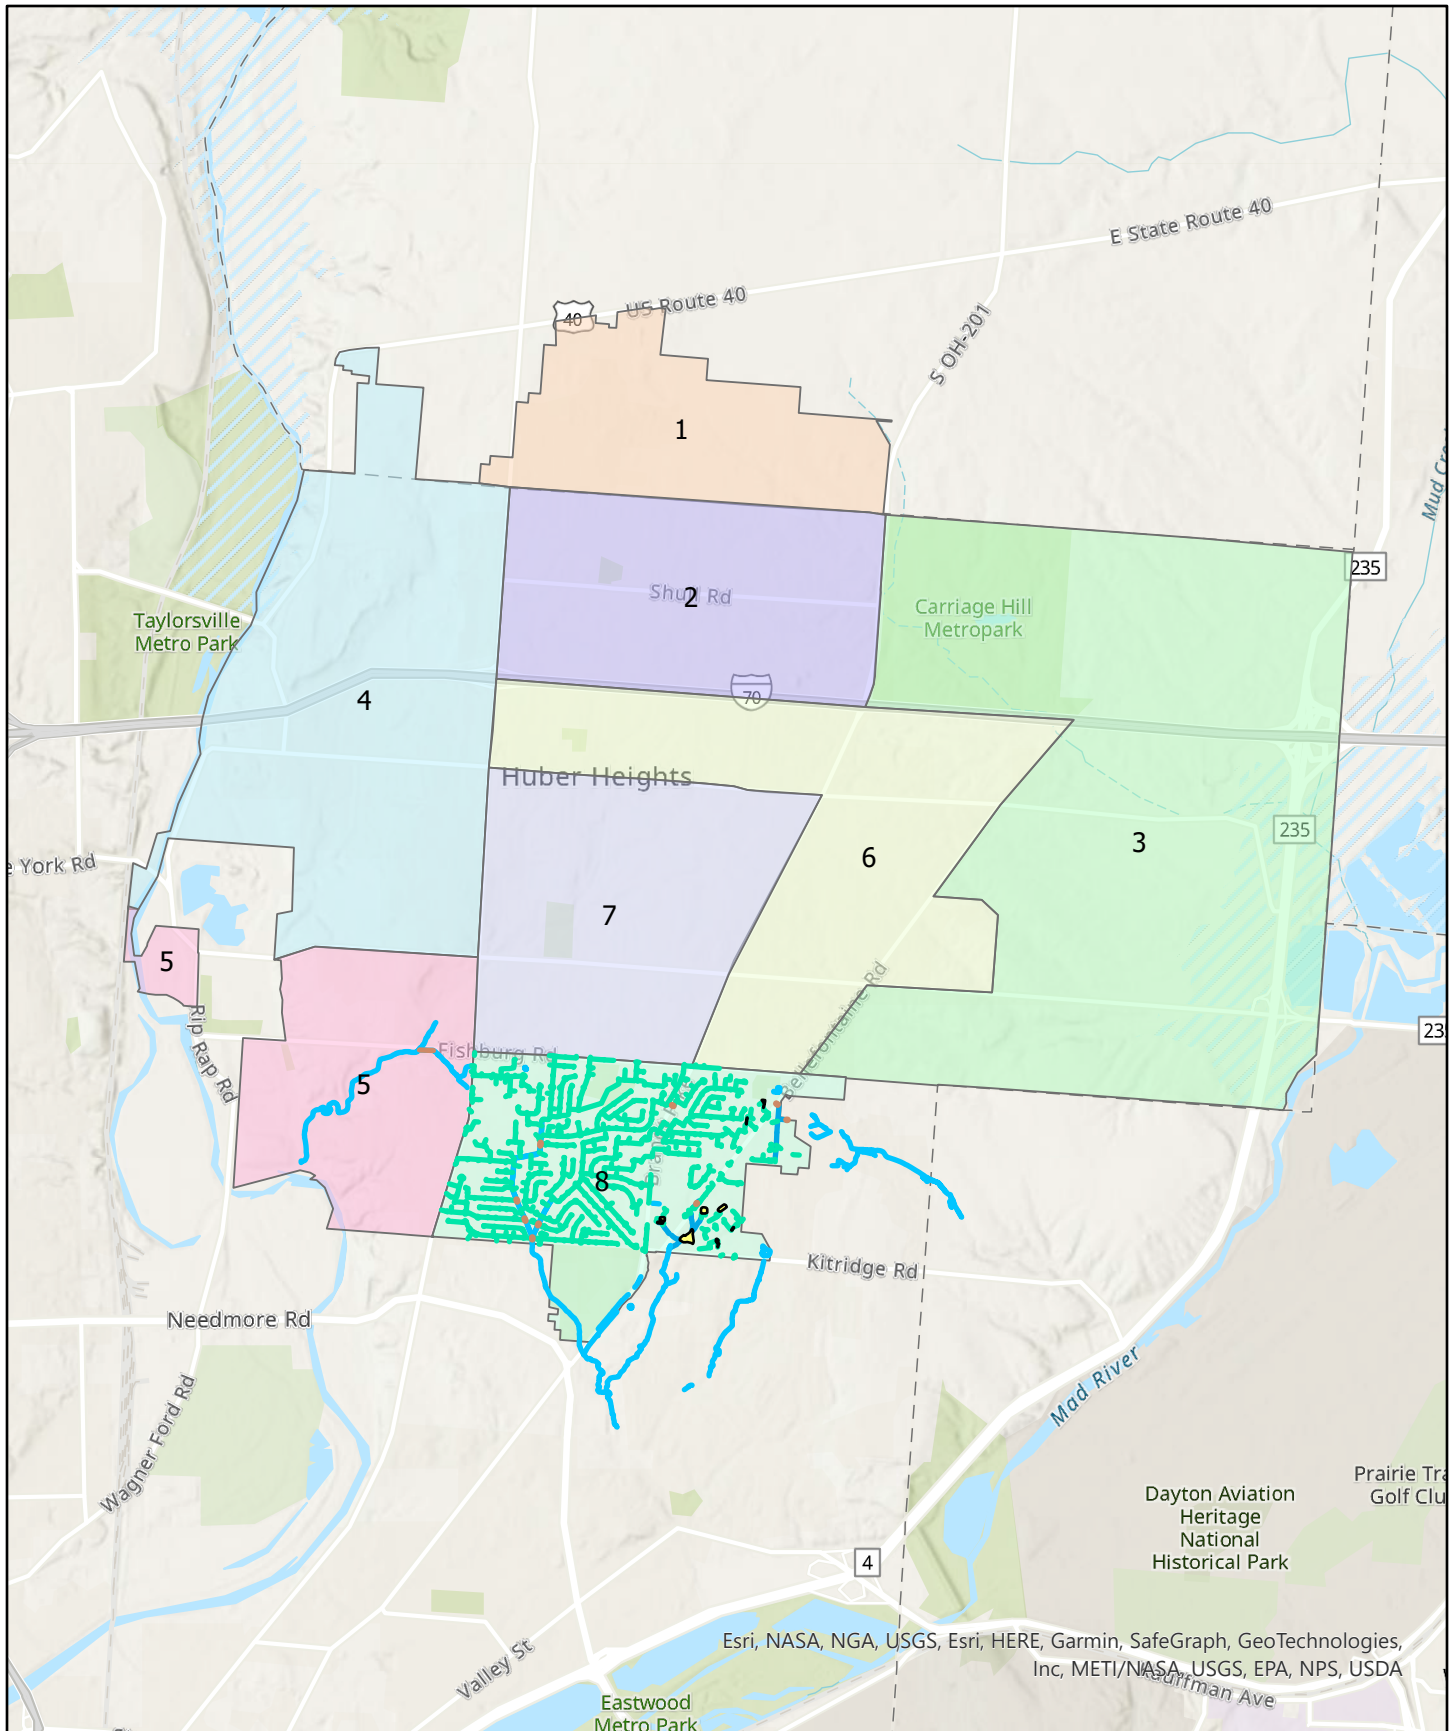 E State Route 40
US Route 40
40
S OH-201
1
Mud Cre
235
2
Shull Rd
Carriage Hill
Metropark
Taylorsville
Metro Park
4
70
Huber Heights
235
3
6
e York Rd
7
5
Rip Rap Rd
Bellefontaine Rd
23
Fishburg Rd
5
8
Kitridge Rd
Needmore Rd
Mad River
Wagner Ford Rd
Prairie Tra
Golf Clu
Dayton Aviation
Heritage
National
Historical Park
4
Esri, NASA, NGA, USGS, Esri, HERE, Garmin, SafeGraph, GeoTechnologies,
Inc, METI/NASA, USGS, EPA, NPS, USDA
Valley St
Kauffman Ave
Eastwood
Metro Park